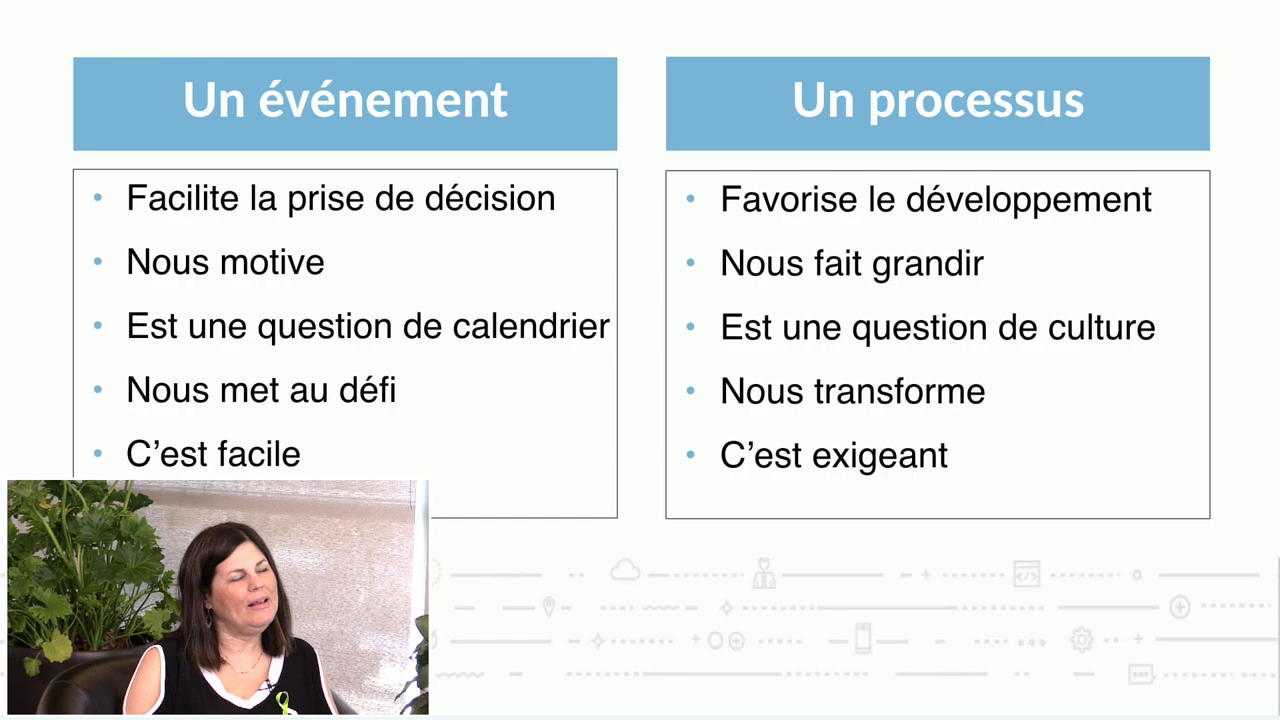 Un événement
Facilite la prise de décision
Nous motive
Est une question de calendrier
Nous met au défi
C’est facile
Un processus
Favorise le développement
Nous fait grandir
Est une question de culture
Nous transforme
C’est exigeant